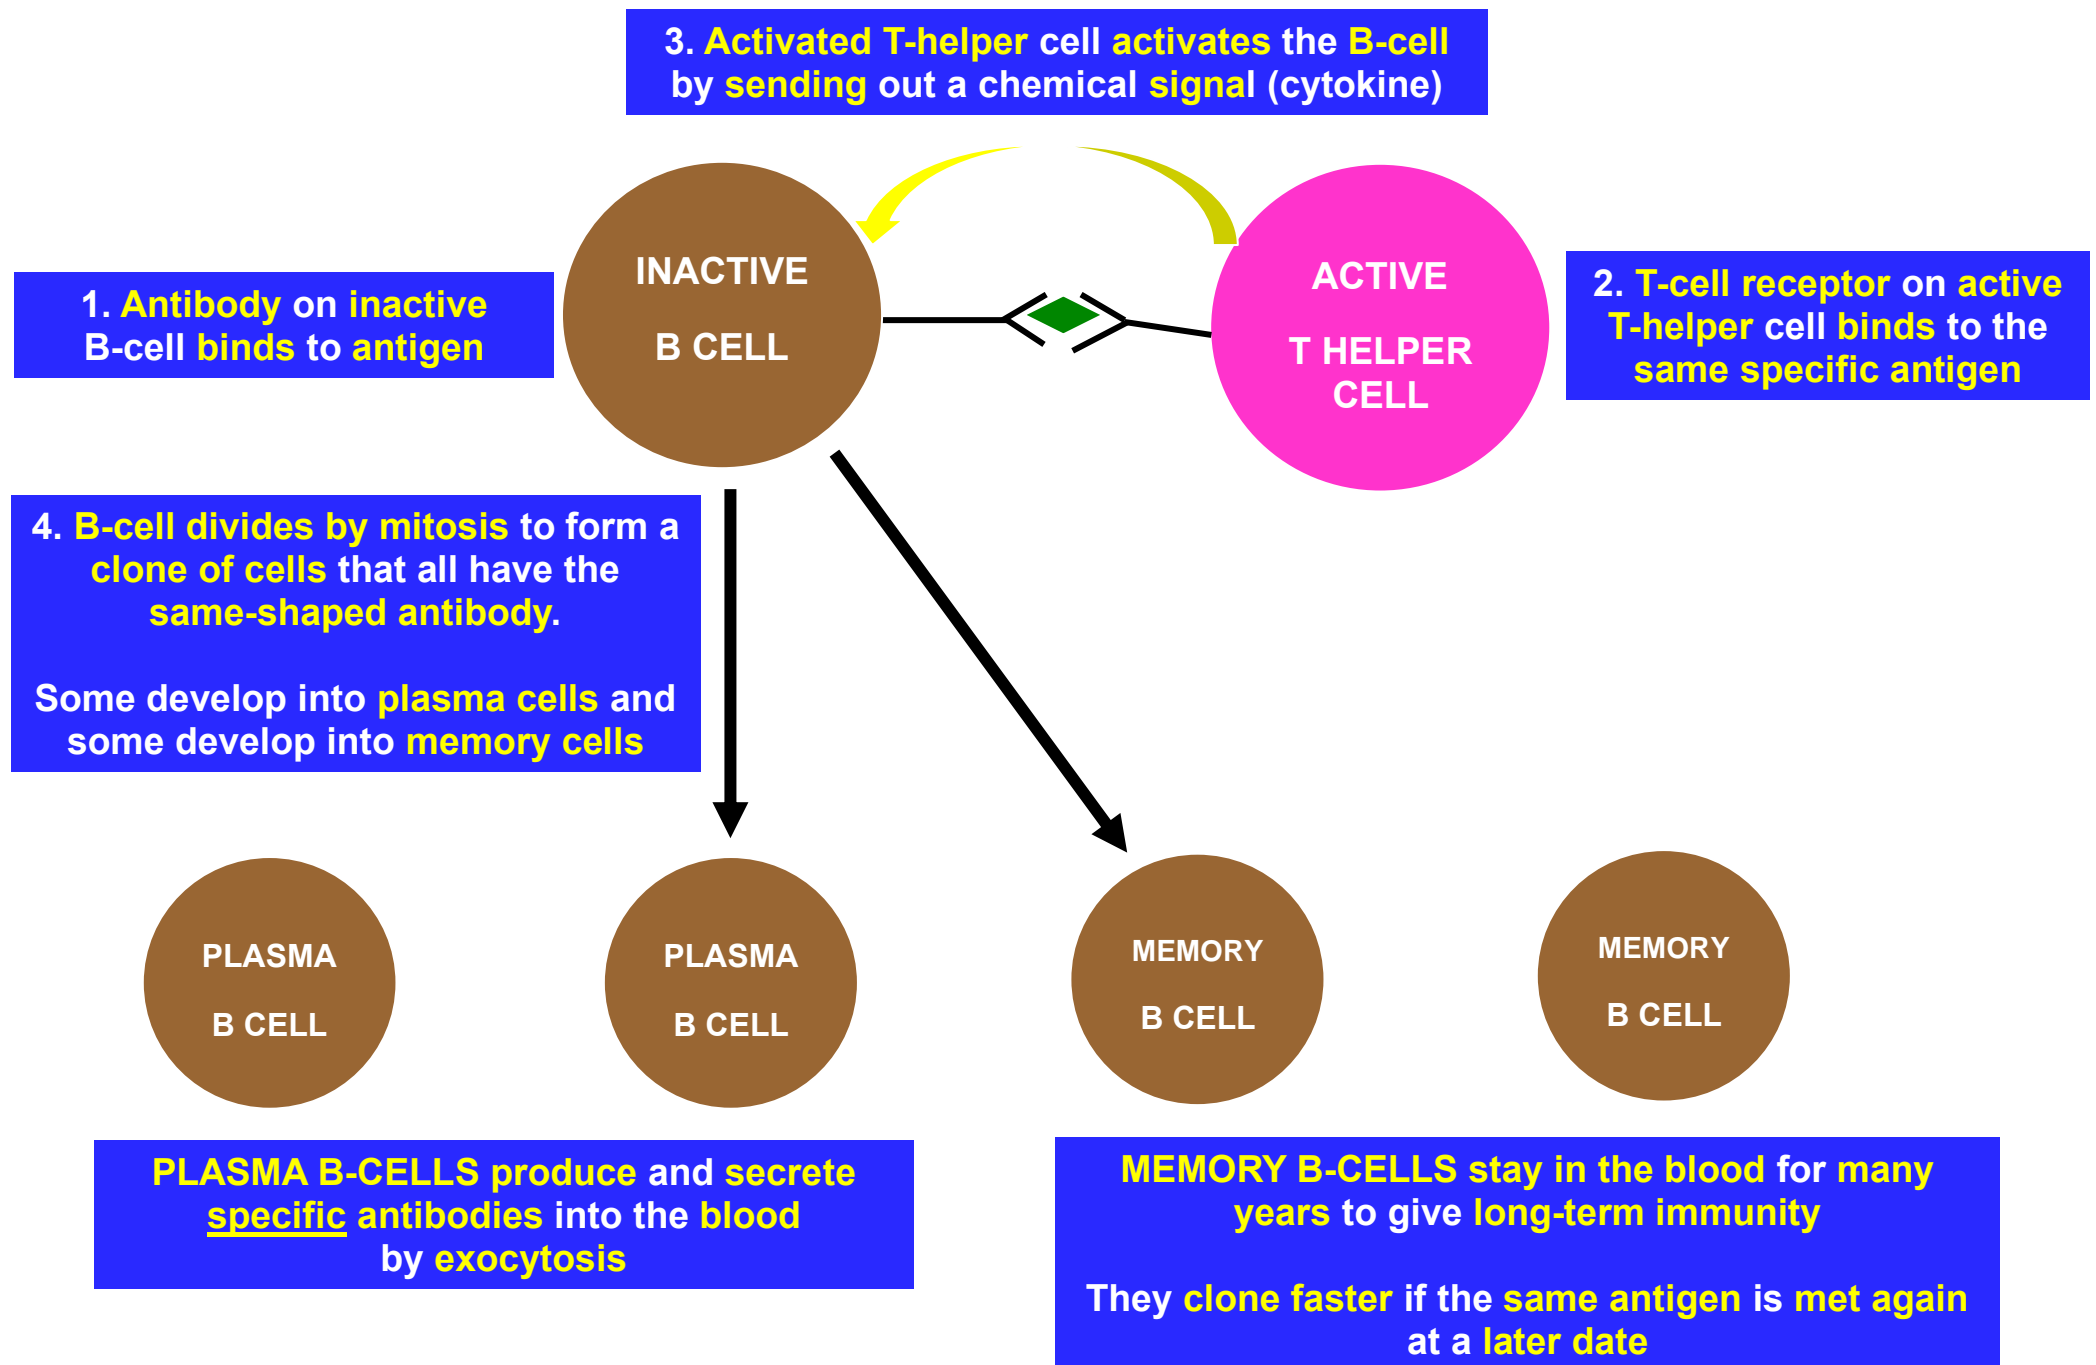 3. Activated T-helper cell activates the B-cell
by sending out a chemical signal (cytokine)
INACTIVE
B CELL
ACTIVE
T HELPER
CELL
1. Antibody on inactive
B-cell binds to antigen
2. T-cell receptor on active
T-helper cell binds to the
same specific antigen
4. B-cell divides by mitosis to form a
clone of cells that all have the
same-shaped antibody.
Some develop into plasma cells and
some develop into memory cells
PLASMA
B CELL
PLASMA
B CELL
MEMORY
B CELL
MEMORY
B CELL
PLASMA B-CELLS produce and secrete
specific antibodies into the blood
by exocytosis
MEMORY B-CELLS stay in the blood for many
years to give long-term immunity
They clone faster if the same antigen is met again
at a later date